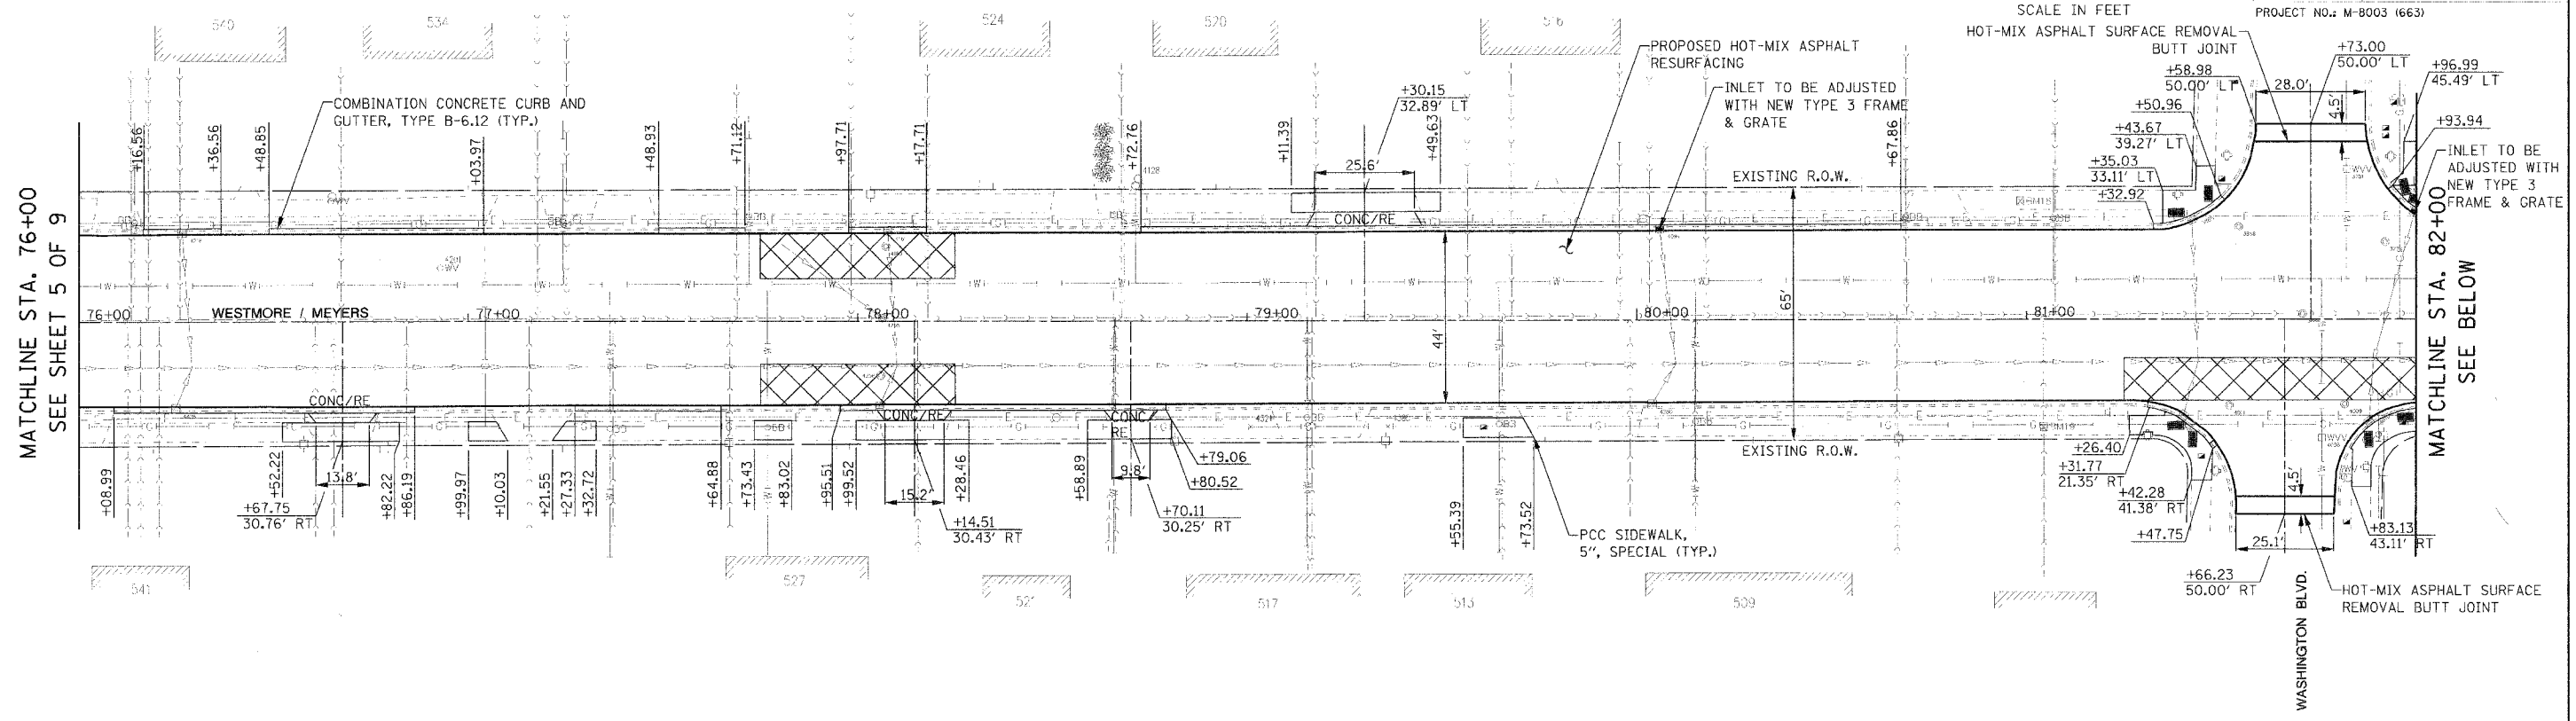 SCALE IN FEET
PROJECT NO.: M-8003 (663)
540
534
524
520
516
HOT-MIX ASPHALT SURFACE REMOVAL
BUTT JOINT
PROPOSED HOT-MIX ASPHALT
RESURFACING
INLET TO BE ADJUSTED
WITH NEW TYPE 3 FRAME
& GRATE
COMBINATION CONCRETE CURB AND
GUTTER, TYPE B-6.12 (TYP.)
+73.00
50.00' LT
+58.98
50.00' LT
28.0'
4.5'
+96.99
45.49' LT
+50.96
+43.67
39.27' LT
+93.94
+35.03
33.11' LT
+32.92
INLET TO BE
ADJUSTED WITH
NEW TYPE 3
FRAME & GRATE
+16.56
+36.56
+48.85
+03.97
+48.93
+71.12
+97.71
+17.71
+72.76
4128
+11.39
+30.15
32.89' LT
+49.63
25.6'
+67.86
EXISTING R.O.W.
CONC/RE
MATCHLINE STA. 76+00
SEE SHEET 5 OF 9
76+00
WESTMORE / MEYERS
77+00
78+00
79+00
80+00
81+00
44'
65'
MATCHLINE STA. 82+00
SEE BELOW
CONC/RE
CONC/RE
CONC/
RE
EXISTING R.O.W.
+08.99
+52.22
13.8'
+67.75
30.76' RT
+82.22
+86.19
+99.97
+10.03
+21.55
+27.33
+32.72
+64.88
+73.43
+83.02
+95.51
+99.52
15.2'
+28.46
+14.51
30.43' RT
+58.89
9.8'
+79.06
+80.52
+70.11
30.25' RT
+55.39
+73.52
PCC SIDEWALK,
5", SPECIAL (TYP.)
+26.40
+31.77
21.35' RT
+42.28
41.38' RT
+47.75
4.5'
25.1'
+66.23
50.00' RT
+83.13
43.11' RT
HOT-MIX ASPHALT SURFACE
REMOVAL BUTT JOINT
WASHINGTON BLVD.
541
527
517
513
509